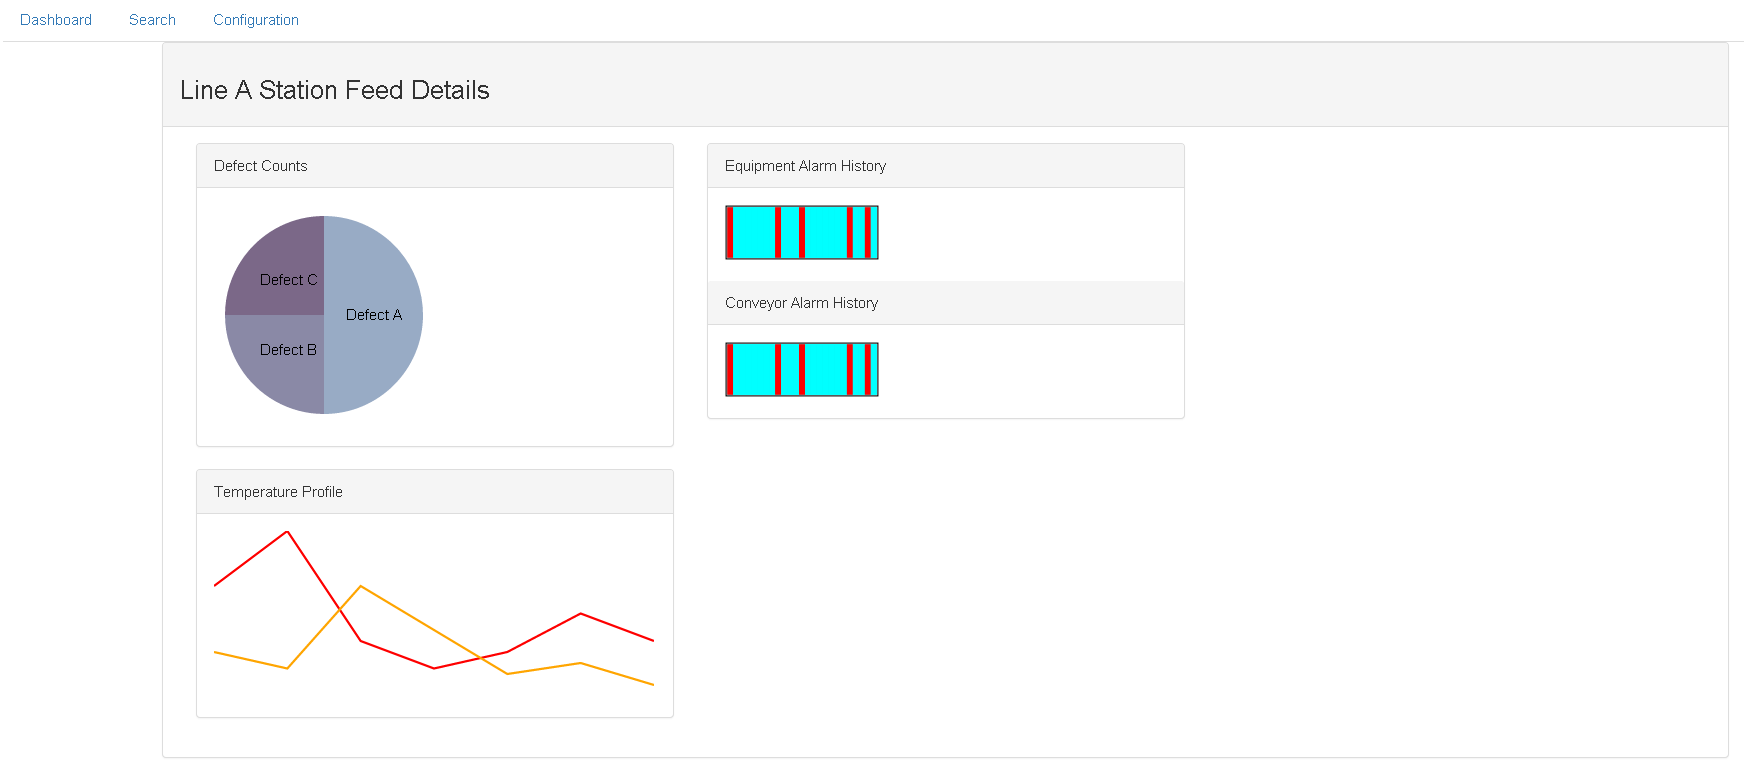 Dashboard Search Configuration
Line A Station Feed Details
Defect Counts
Defect C
Defect A
Defect B
Equipment Alarm History
Conveyor Alarm History
Temperature Profile